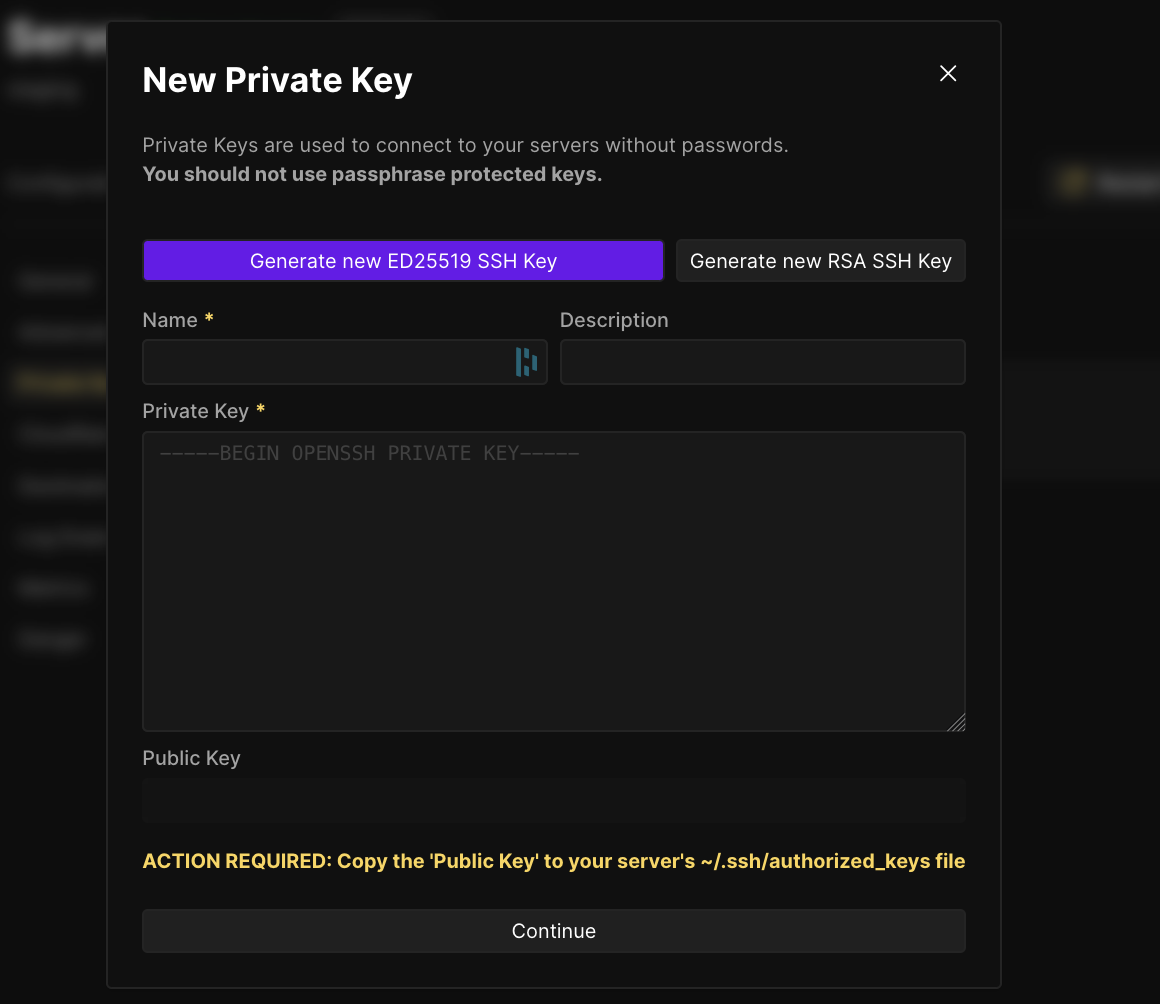 New Private Key
Private Keys are used to connect to your servers without passwords.
You should not use passphrase protected keys.
Generate new ED25519 SSH Key
Generate new RSA SSH Key
Name *
Description
Private Key *
-----BEGIN OPENSSH PRIVATE KEY-----
Public Key
ACTION REQUIRED: Copy the 'Public Key' to your server's ~/.ssh/authorized_keys file
Continue